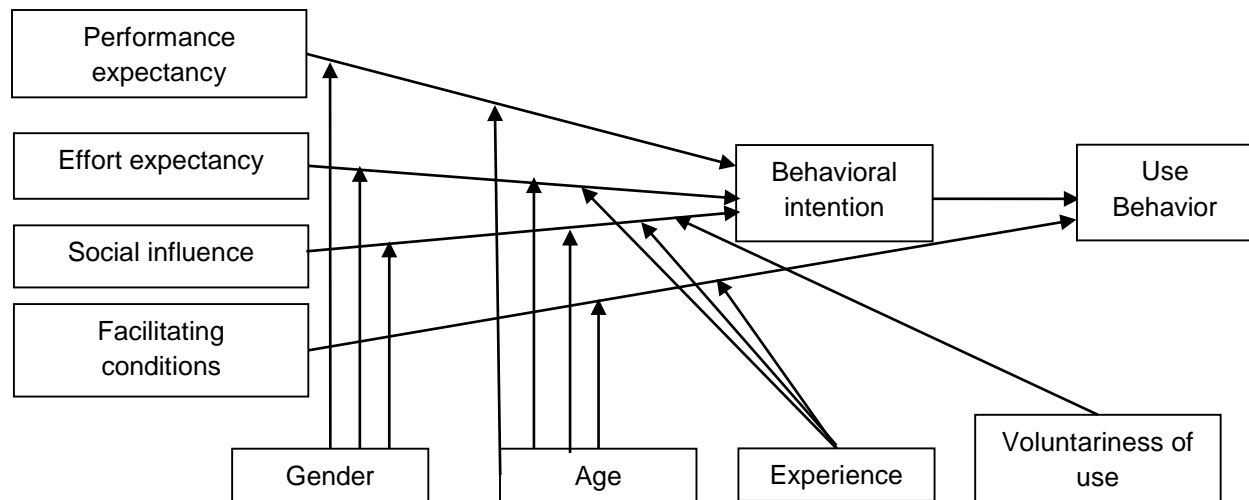 Performance
expectancy
Effort expectancy
Social influence
Facilitating
conditions
Behavioral
intention
Use
Behavior
Gender
Age
Experience
Voluntariness of
use